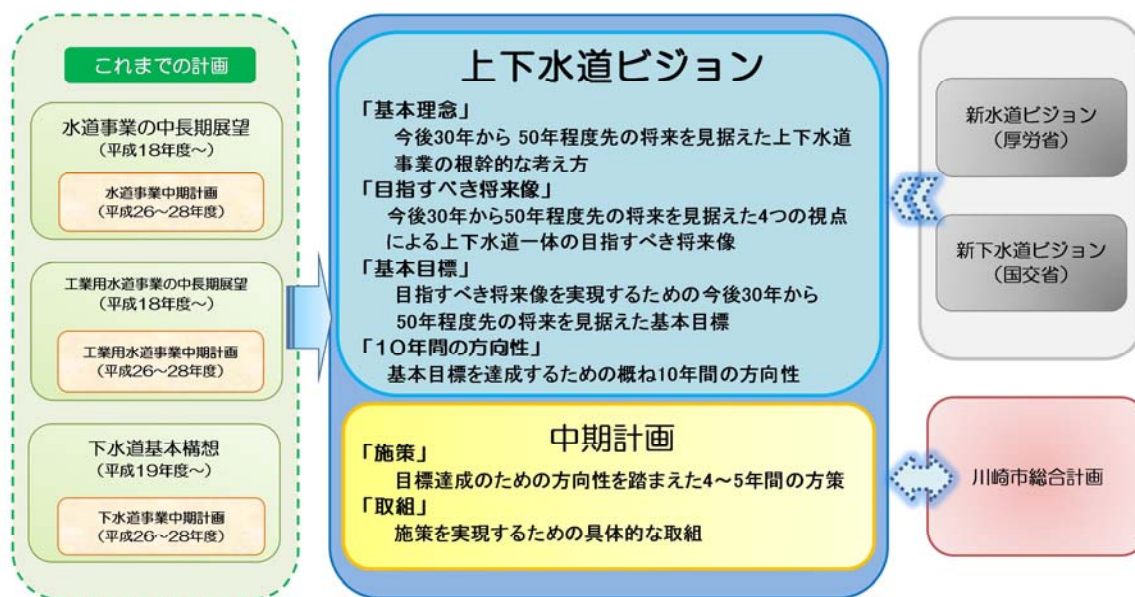 これまでの計画
水道事業の中長期展望
（平成18年度～）
水道事業中期計画
（平成26～28年度）
工業用水道事業の中長期展望
（平成18年度～）
工業用水道事業中期計画
（平成26～28年度）
下水道基本構想
（平成19年度～）
下水道事業中期計画
（平成26～28年度）
上下水道ビジョン
「基本理念」
今後30年から 50年程度先の将来を見据えた上下水道
事業の根幹的な考え方
「目指すべき将来像」
今後30年から50年程度先の将来を見据えた4つの視点
による上下水道一体の目指すべき将来像
「基本目標」
目指すべき将来像を実現するための今後30年から
50年程度先の将来を見据えた基本目標
「10年間の方向性」
基本目標を達成するための概ね10年間の方向性
中期計画
「施策」
目標達成のための方向性を踏まえた4～5年間の方策
「取組」
施策を実現するための具体的な取組
新水道ビジョン
（厚労省）
新下水道ビジョン
（国交省）
川崎市総合計画